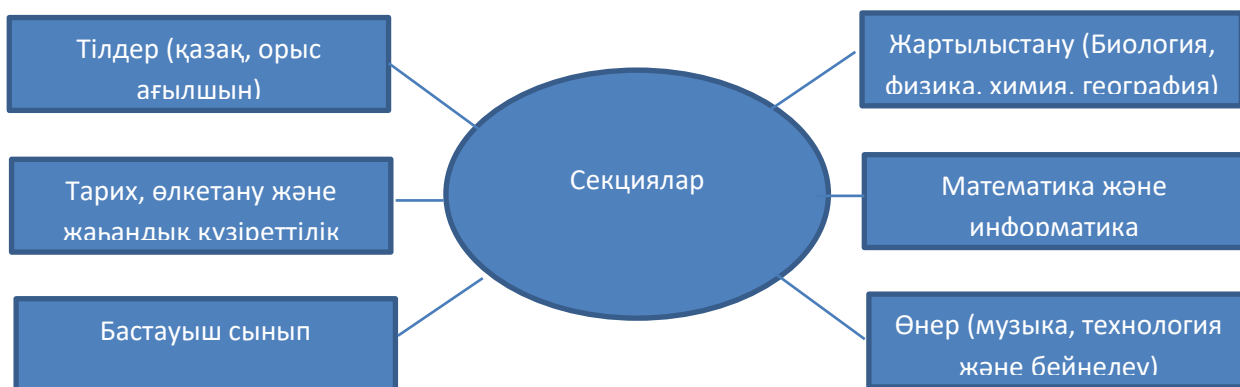 Тілдер (қазақ, орыс
ағылшын)
Тарих, өлкетану және
жаһандық құзіреттілік
Бастауыш сынып
Секциялар
Жартылыстану (Биология,
физика, химия, география)
Математика және
информатика
Өнер (музыка, технология
және бейнелеу)